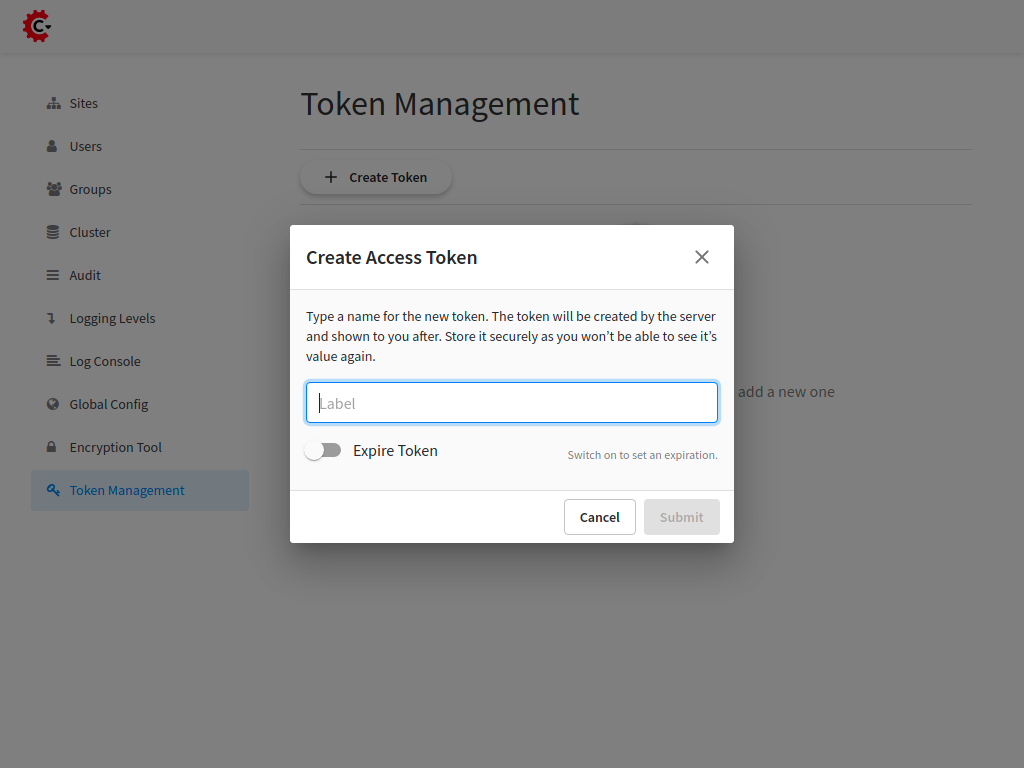 C
Token Management
Sites
Users
Groups
Cluster
Audit
Logging Levels
Log Console
Global Config
Encryption Tool
Token Management
+ Create Token
add a new one
Create Access Token
Type a name for the new token. The token will be created by the server
and shown to you after. Store it securely as you won’t be able to see it’s
value again.
Label
Expire Token
Switch on to set an expiration.
Cancel
Submit